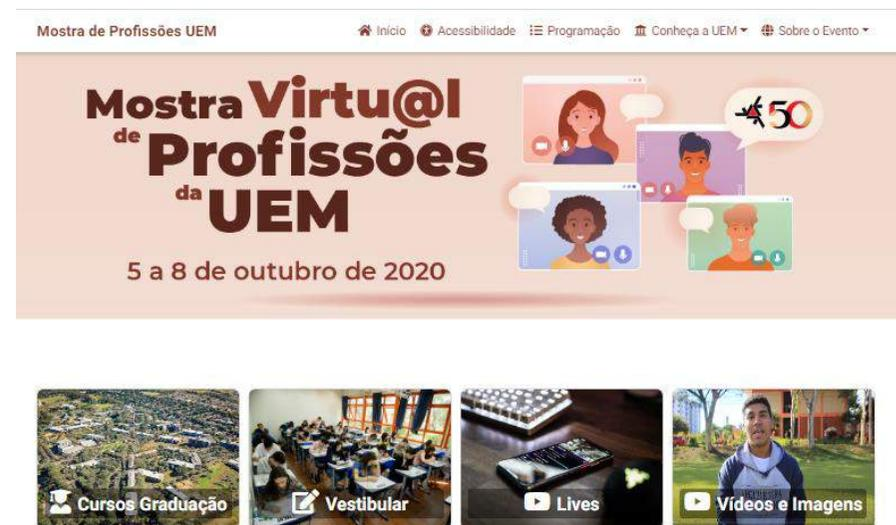 Mostra de Profissões UEM
Início Acessibilidade Programação Conheça a UEM Sobre o Evento
Mostra Virtu@l
de Profissões
da UEM
5 a 8 de outubro de 2020
50
Cursos Graduação
Vestibular
Lives
Vídeos e Imagens